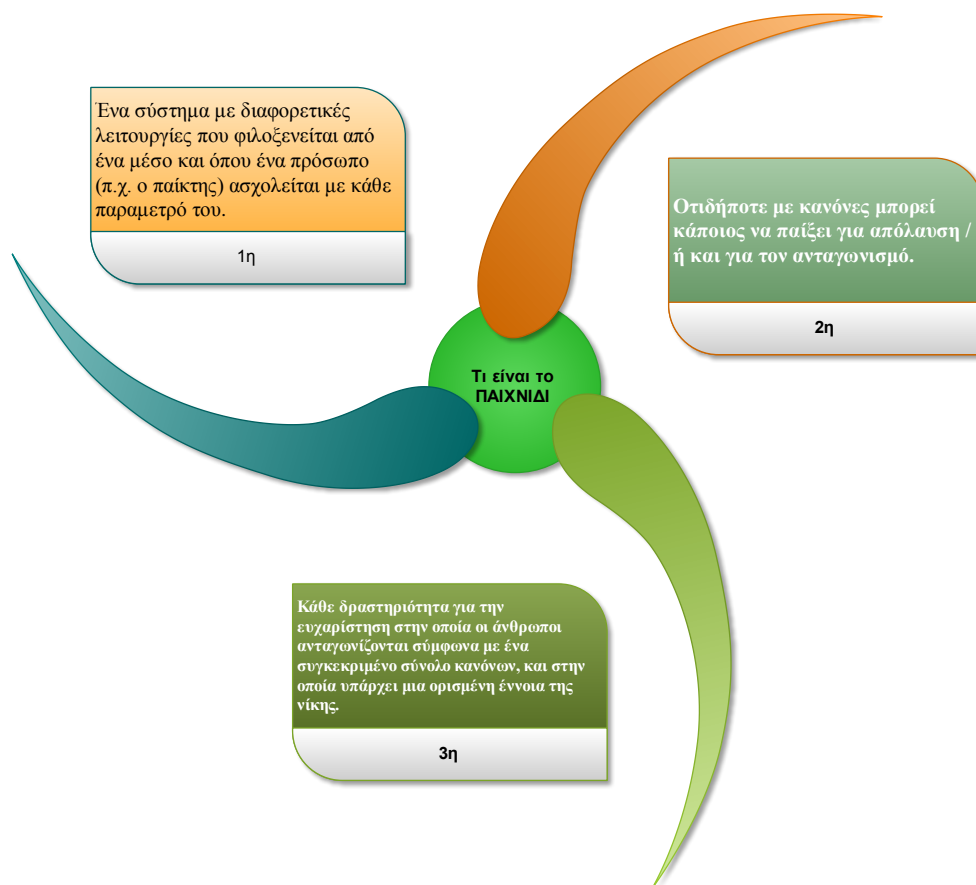 Ένα σύστημα με διαφορετικές
λειτουργίες που φιλοξενείται από
ένα μέσο και όπου ένα πρόσωπο
(π.χ. ο παίκτης) ασχολείται με κάθε
παραμετρό του.
1η
Οτιδήποτε με κανόνες μπορεί
κάποιος να παίξει για απόλαυση /
ή και για τον ανταγωνισμό.
2η
Τι είναι το
ΠΑΙΧΝΙΔΙ
Κάθε δραστηριότητα για την
ευχαρίστηση στην οποία οι άνθρωποι
ανταγωνίζονται σύμφωνα με ένα
συγκεκριμένο σύνολο κανόνων, και στην
οποία υπάρχει μια ορισμένη έννοια της
νίκης.
3η